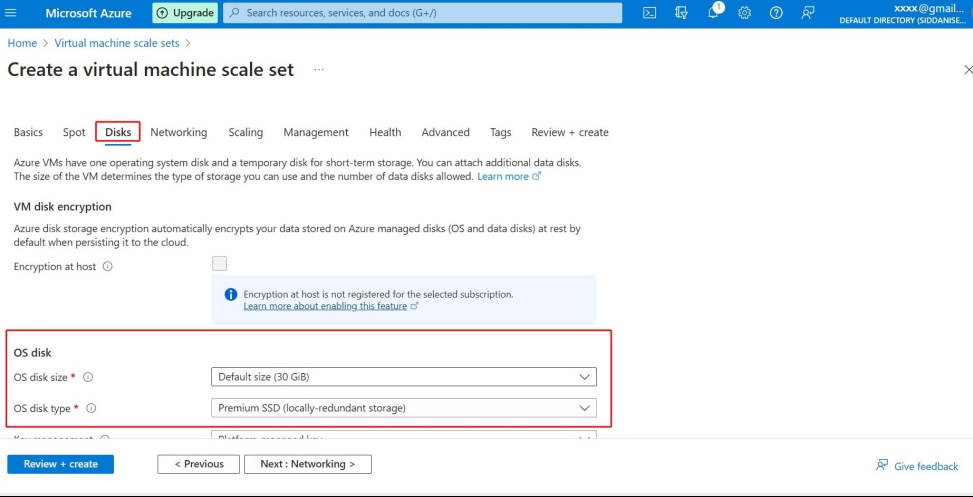 Microsoft Azure
Upgrade
Search resources, services, and docs (G+/)
1
xxxx@gmail...
DEFAULT DIRECTORY (SIDDANISE...
Home > Virtual machine scale sets >
Create a virtual machine scale set ...
Basics Spot Disks Networking Scaling Management Health Advanced Tags Review + create
Azure VMs have one operating system disk and a temporary disk for short-term storage. You can attach additional data disks.
The size of the VM determines the type of storage you can use and the number of data disks allowed. Learn more
VM disk encryption
Azure disk storage encryption automatically encrypts your data stored on Azure managed disks (OS and data disks) at rest by
default when persisting it to the cloud.
Encryption at host
Encryption at host is not registered for the selected subscription.
Learn more about enabling this feature
OS disk
OS disk size *
Default size (30 GiB)
OS disk type *
Premium SSD (locally-redundant storage)
Key management
Platform-managed key
Review + create
< Previous
Next : Networking >
Give feedback